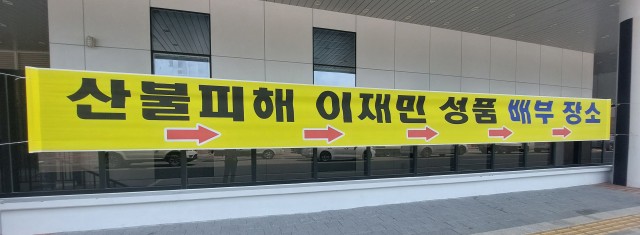 산불피해 이재민 성품 배부 장소